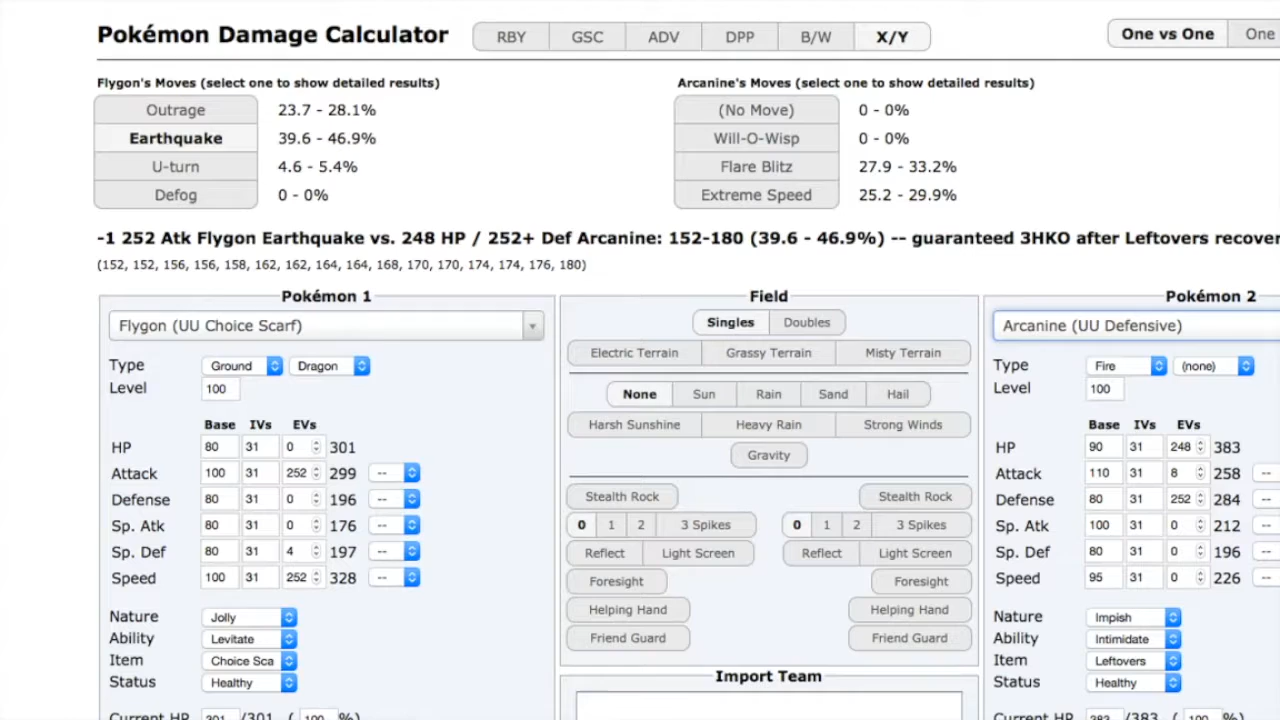 Pokémon Damage Calculator RBY GSC ADV DPP B/W X/Y One vs One One
Flygon's Moves (select one to show detailed results) Arcanine's Moves (select one to show detailed results)
Outrage 23.7 - 28.1% (No Move) 0 - 0%
Earthquake 39.6 - 46.9% Will-O-Wisp 0 - 0%
U-turn 4.6 - 5.4% Flare Blitz 27.9 - 33.2%
Defog 0 - 0% Extreme Speed 25.2 - 29.9%
-1 252 Atk Flygon Earthquake vs. 248 HP / 252+ Def Arcanine: 152-180 (39.6 - 46.9%) -- guaranteed 3HKO after Leftovers recover
(152, 152, 156, 156, 158, 162, 162, 164, 164, 168, 170, 170, 174, 174, 176, 180)
Pokémon 1 Field Pokémon 2
Flygon (UU Choice Scarf) Singles Doubles Arcanine (UU Defensive)
Electric Terrain Grassy Terrain Misty Terrain
Type Ground Dragon Type Fire (none)
Level 100 None Sun Rain Sand Hail Level 100
Base IVs EVs Harsh Sunshine Heavy Rain Strong Winds Base IVs EVs
HP 80 31 0 301 Gravity HP 90 31 248 383
Attack 100 31 252 299 -- Attack 110 31 8 258 --
Defense 80 31 0 196 -- Stealth Rock Stealth Rock Defense 80 31 252 284 --
Sp. Atk 80 31 0 176 -- 0 1 2 3 Spikes 0 1 2 3 Spikes Sp. Atk 100 31 0 212 --
Sp. Def 80 31 4 197 -- Reflect Light Screen Reflect Light Screen Sp. Def 80 31 0 196 --
Speed 100 31 252 328 -- Foresight Foresight Speed 95 31 0 226 --
Nature Jolly Helping Hand Helping Hand Nature Impish
Ability Levitate Friend Guard Friend Guard Ability Intimidate
Item Choice Sca Item Leftovers
Status Healthy Import Team Status Healthy
Current HP 301 /301 ( 100 %) Current HP 383 /383 ( 100 %)